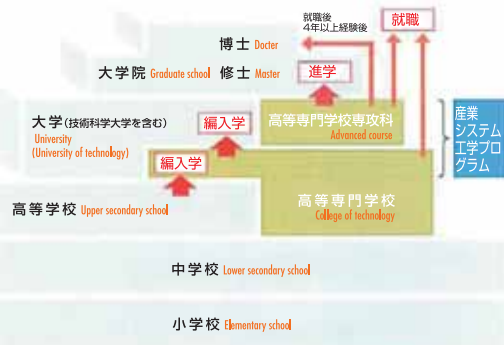 就職後
4年以上経験後
就職
博士 Docter
大学院 Graduate school 修士 Master
進学
大学(技術科学大学を含む)
University
(University of technology)
編入学
高等専門学校専攻科
Advanced course
産業
システム
工学プロ
グラム
編入学
高等学校 Upper secondary school
高等専門学校
College of technology
中学校 Lower secondary school
小学校 Elementary school